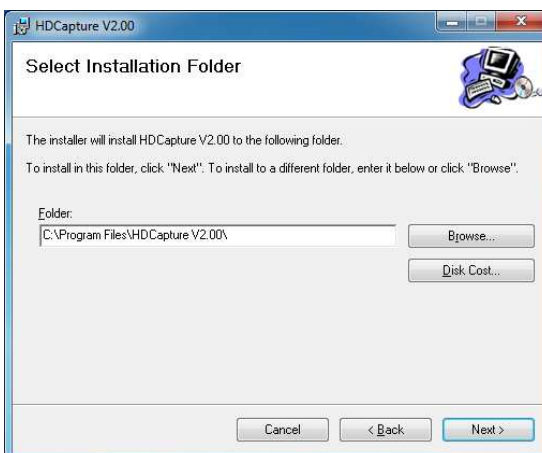 HDCapture V2.00
Select Installation Folder
The installer will install HDCapture V2.00 to the following folder.
To install in this folder, click "Next". To install to a different folder, enter it below or click "Browse".
Folder:
C:\Program Files\HDCapture V2.00\
Browse...
Disk Cost...
Cancel
< Back
Next >